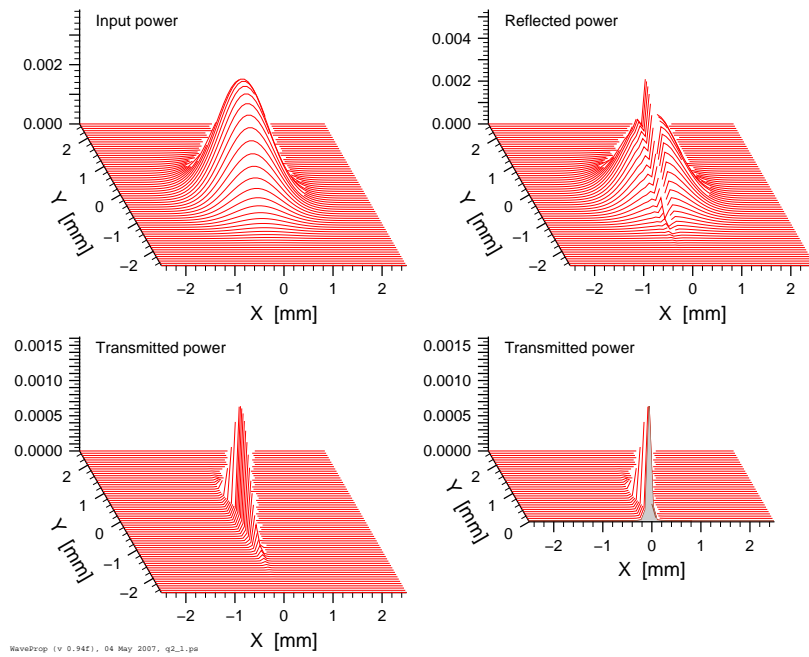 Input power
0.002
0.000
2
1
0
−1
−2
Y [mm]
−2 −1 0 1 2
X [mm]
Reflected power
0.004
0.002
0.000
2
1
0
−1
−2
Y [mm]
−2 −1 0 1 2
X [mm]
Transmitted power
0.0015
0.0010
0.0005
0.0000
2
1
0
−1
−2
Y [mm]
−2 −1 0 1 2
X [mm]
Transmitted power
0.0015
0.0010
0.0005
0.0000
2
1
0
Y [mm]
−2 −1 0 1 2
X [mm]
WaveProp (v 0.94f), 04 May 2007, q2_1.ps